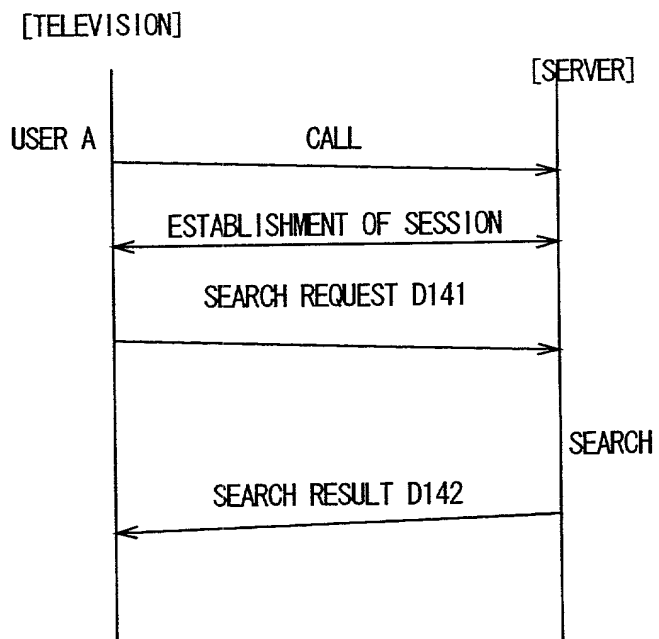 [TELEVISION]
[SERVER]
USER A
CALL
ESTABLISHMENT OF SESSION
SEARCH REQUEST D141
SEARCH
SEARCH RESULT D142